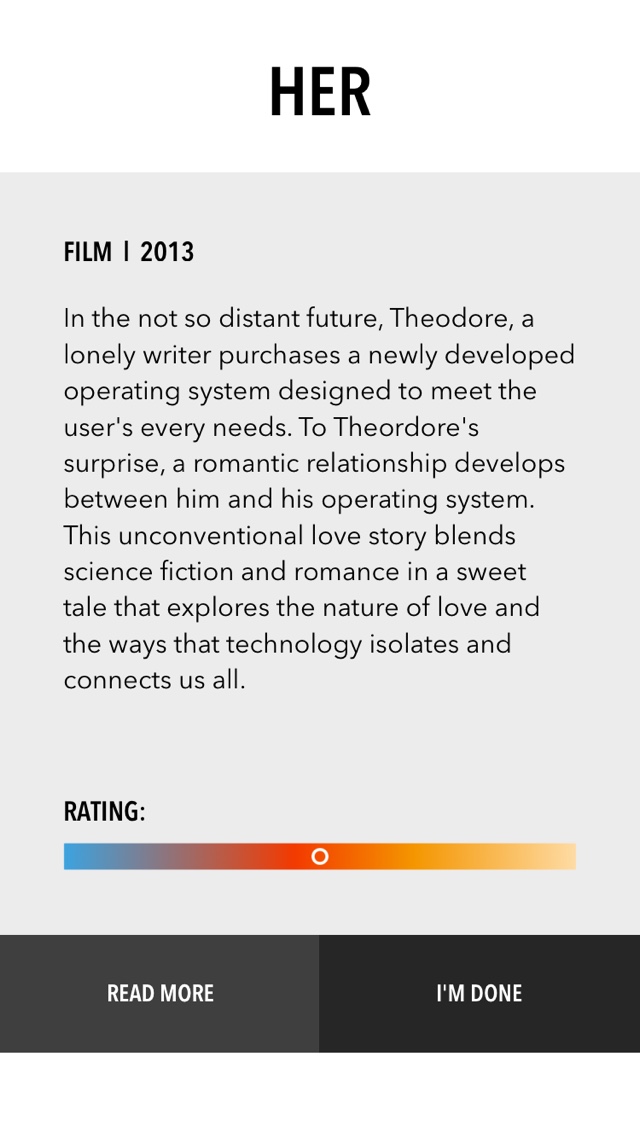 HER
FILM | 2013
In the not so distant future, Theodore, a
lonely writer purchases a newly developed
operating system designed to meet the
user's every needs. To Theordore's
surprise, a romantic relationship develops
between him and his operating system.
This unconventional love story blends
science fiction and romance in a sweet
tale that explores the nature of love and
the ways that technology isolates and
connects us all.
RATING:
READ MORE
I'M DONE